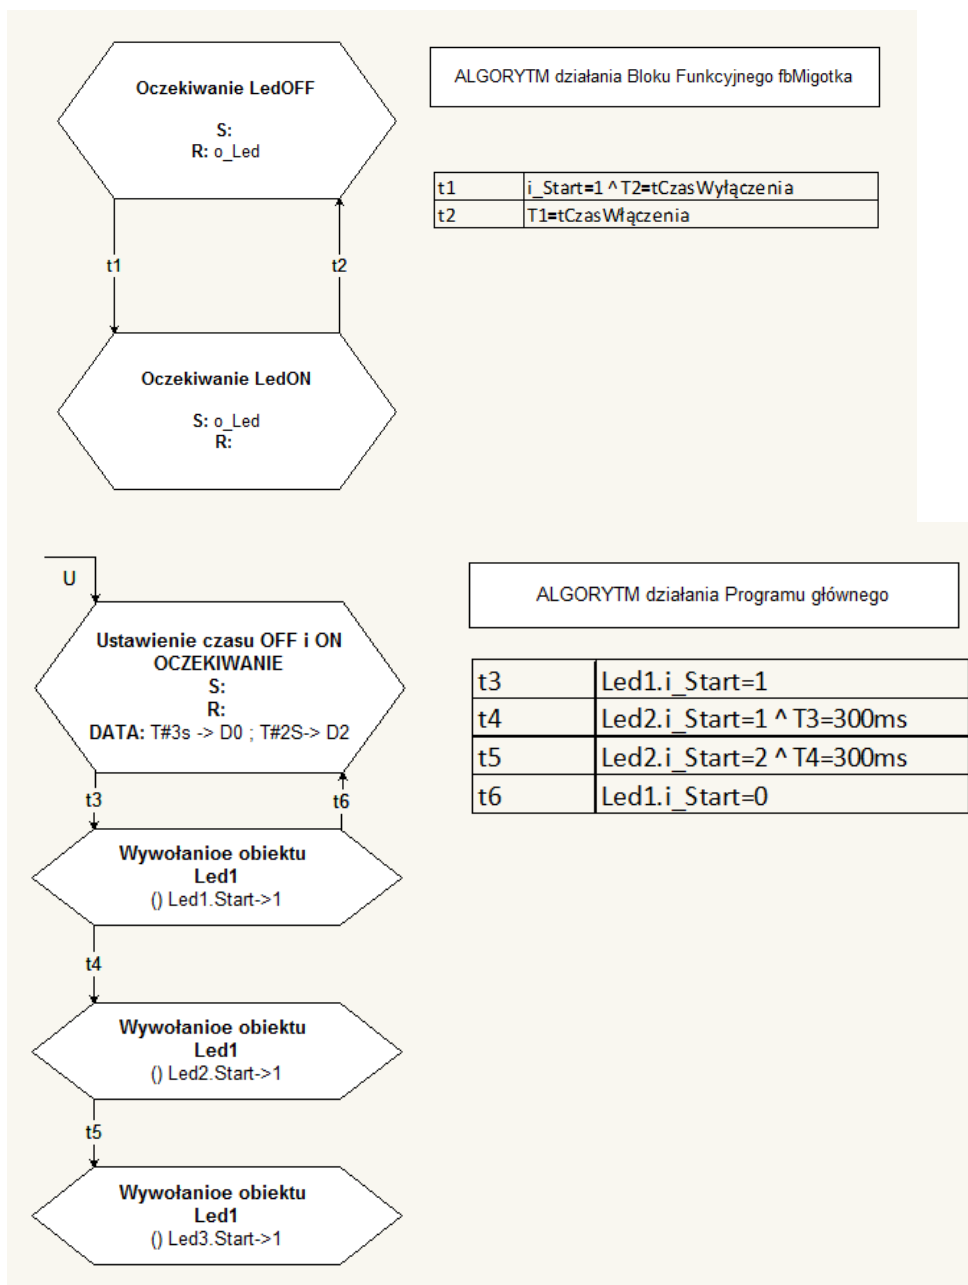 Oczekiwanie LedOFF
S:
R: o_Led
ALGORYTM działania Bloku Funkcyjnego fbMigotka
t1 i_Start=1 ^ T2=tCzasWyłączenia
t2 T1=tCzasWłączenia
t1
t2
Oczekiwanie LedON
S: o_Led
R:
U
Ustawienie czasu OFF i ON
OCZEKIWANIE
S:
R:
DATA: T#3s -> D0 ; T#2S-> D2
ALGORYTM działania Programu głównego
t3 Led1.i_Start=1
t4 Led2.i_Start=1 ^ T3=300ms
t5 Led2.i_Start=2 ^ T4=300ms
t6 Led1.i_Start=0
t3
t6
Wywołanioe obiektu
Led1
() Led1.Start->1
t4
Wywołanioe obiektu
Led1
() Led2.Start->1
t5
Wywołanioe obiektu
Led1
() Led3.Start->1